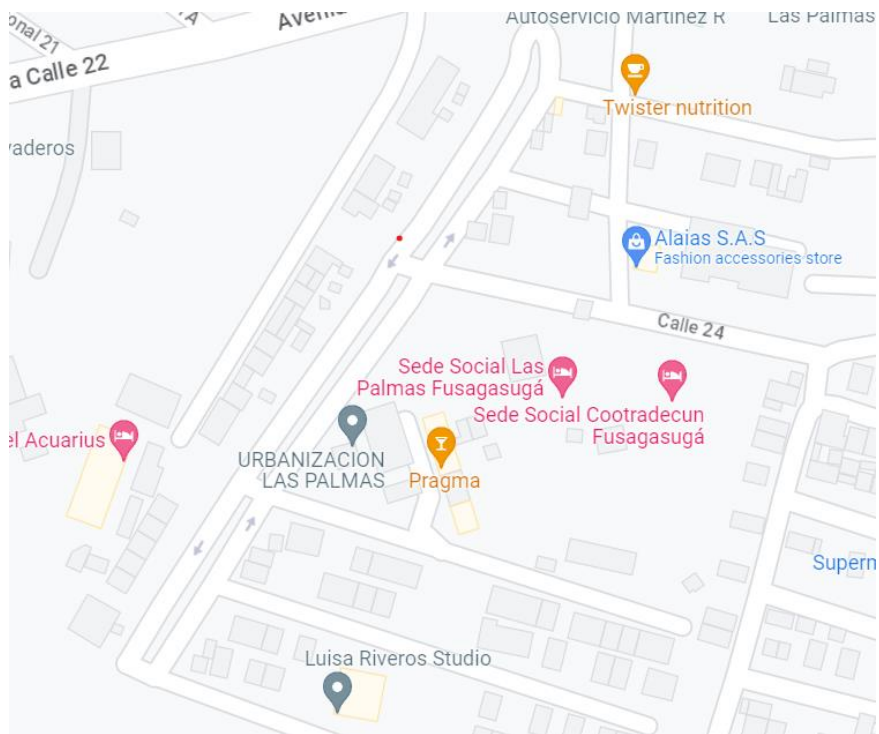 Autoservicio Martinez R
Las Palmas
Avenid
onal 21
a Calle 22
Twister nutrition
vaderos
Alaias S.A.S
Fashion accessories store
Calle 24
Sede Social Las
Palmas Fusagasugá
Sede Social Cootradecun
Fusagasugá
el Acuarius
URBANIZACION
LAS PALMAS
Pragma
Superm
Luisa Riveros Studio